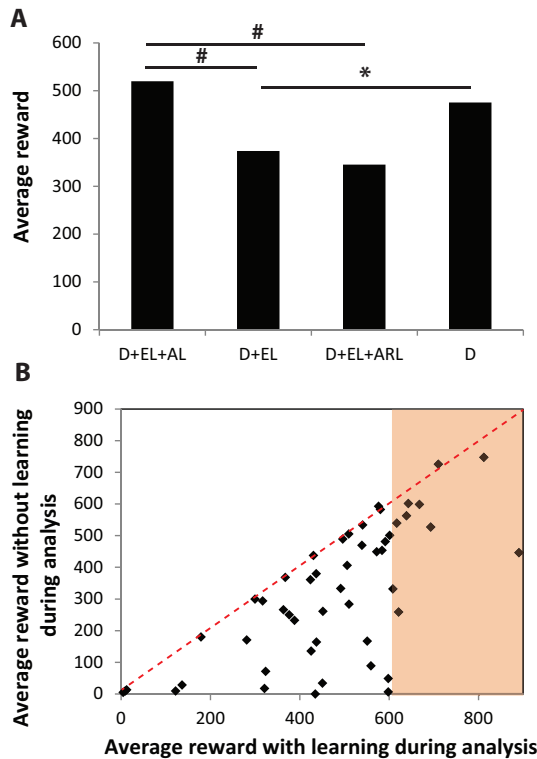 A
Average reward
600
500
400
300
200
100
0
#
#
*
D+EL+AL D+EL D+EL+ARL D
B
Average reward without learning
during analysis
900
800
700
600
500
400
300
200
100
0
0 200 400 600 800
Average reward with learning during analysis